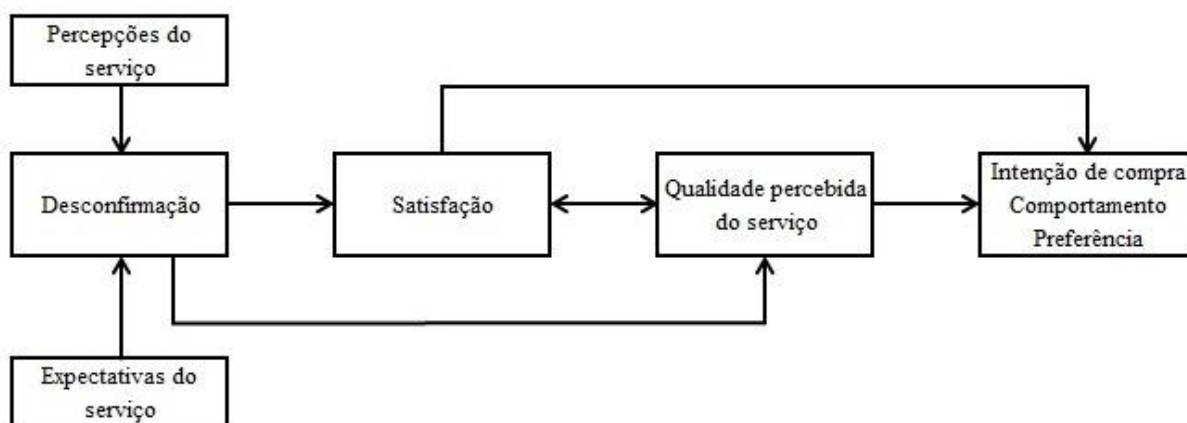 Percepções do
serviço
Desconfirmação
Satisfação
Qualidade percebida
do serviço
Intenção de compra
Comportamento
Preferência
Expectativas do
serviço